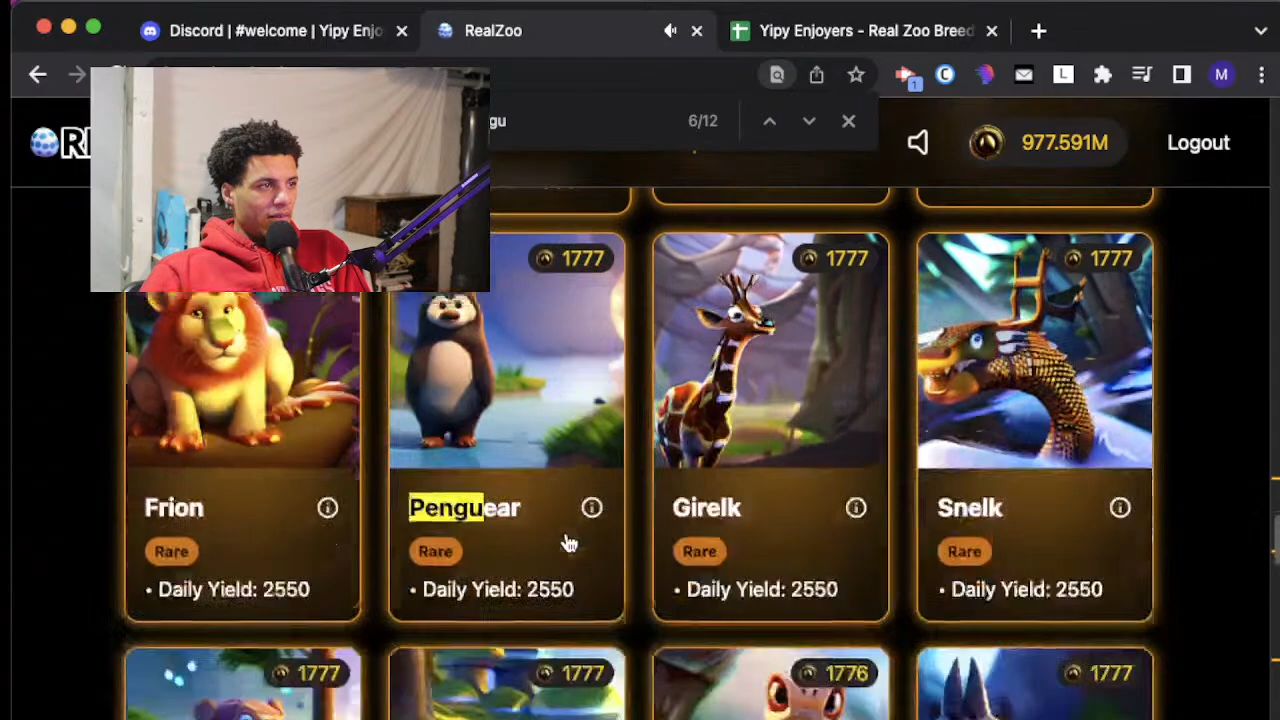 Discord | #welcome | Yipy Enjo
RealZoo
Yipy Enjoyers - Real Zoo Breed
1
L
M
gu
6/12
977.591M
Logout
1777
1777
1777
Frion
Penguear
Girelk
Snelk
Rare
Rare
Rare
Rare
• Daily Yield: 2550
• Daily Yield: 2550
• Daily Yield: 2550
• Daily Yield: 2550
1777
1777
1776
1777